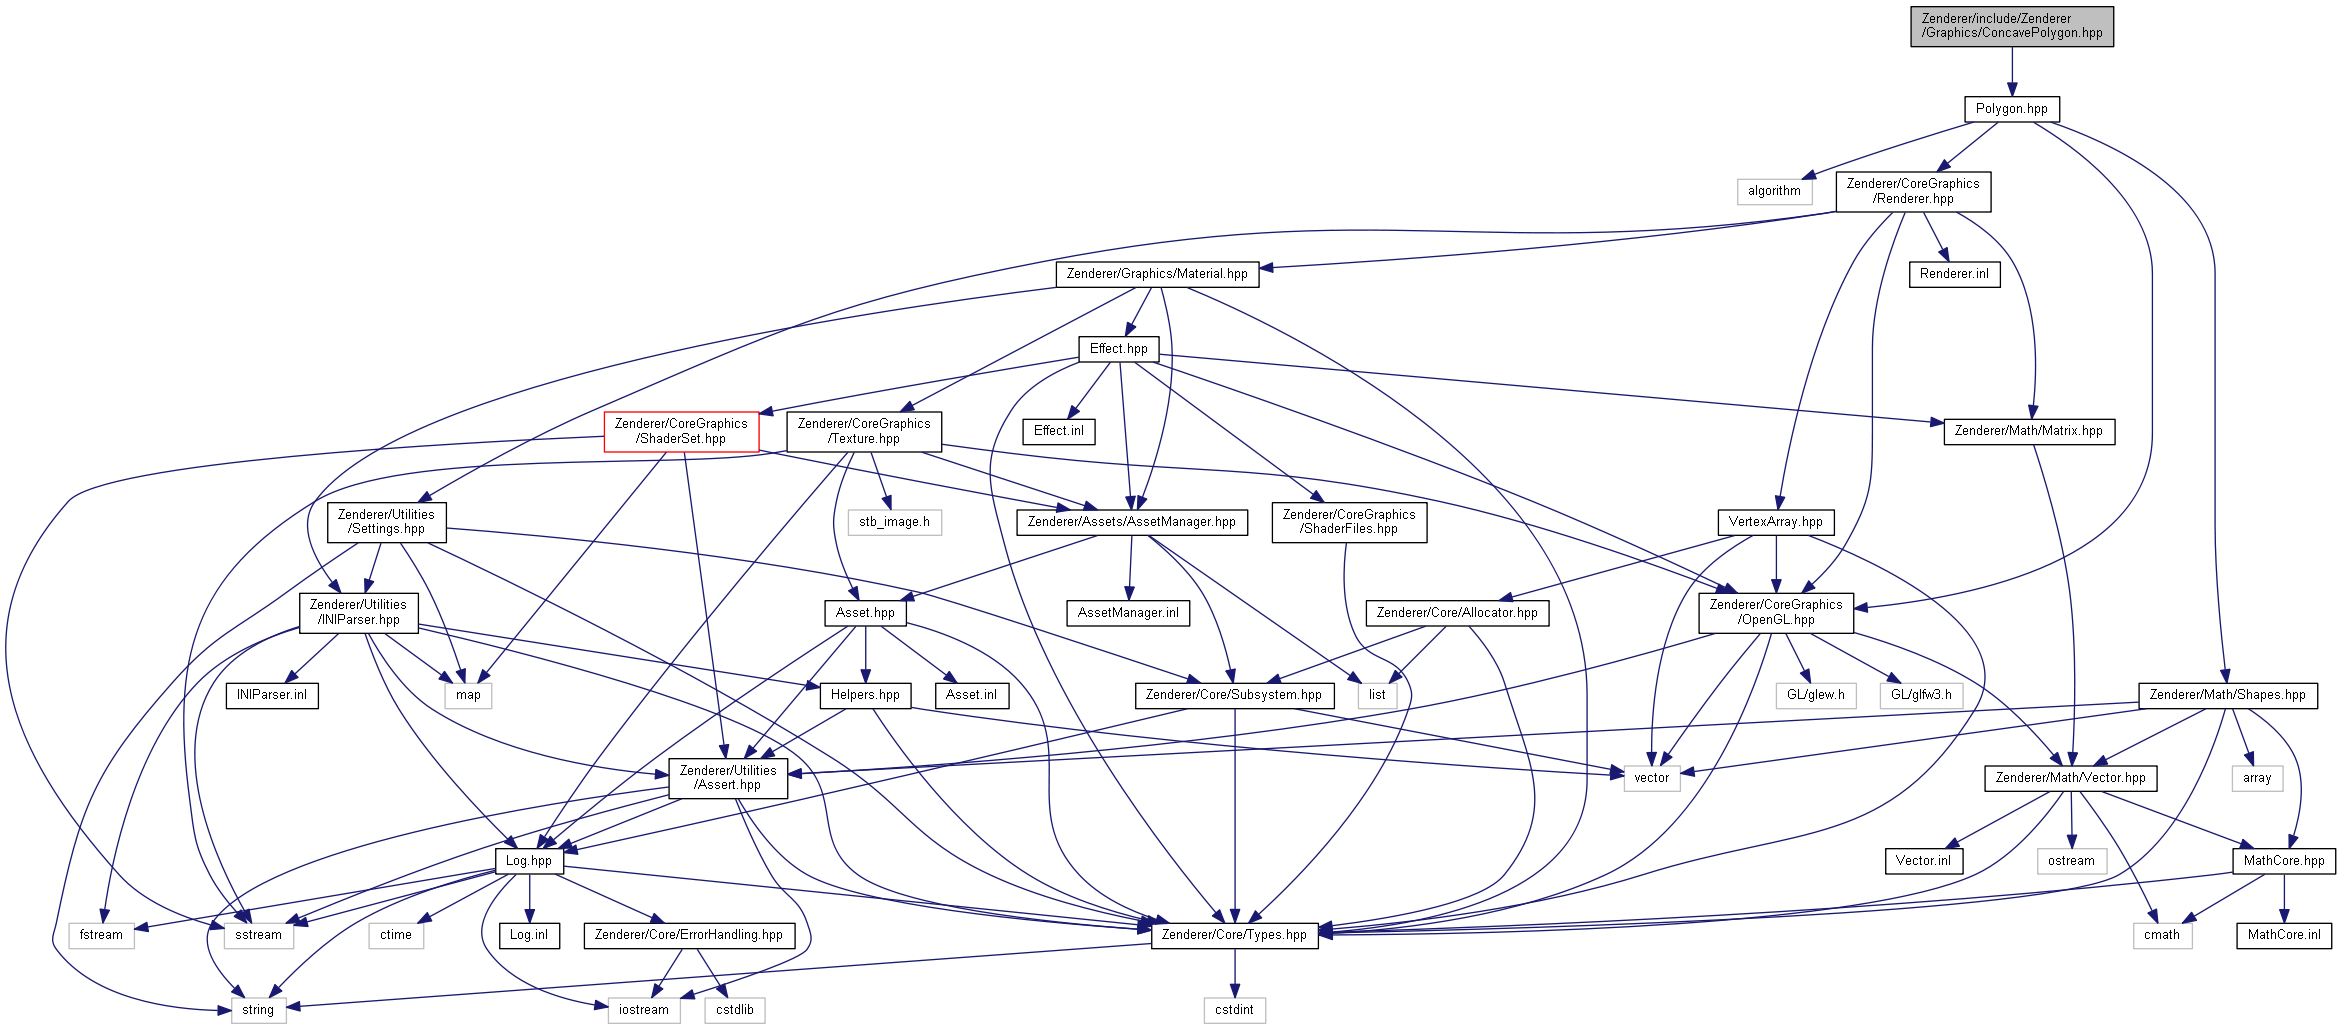 Zenderer/include/Zenderer
/Graphics/ConcavePolygon.hpp
Polygon.hpp
algorithm
Zenderer/CoreGraphics
/Renderer.hpp
Zenderer/Graphics/Material.hpp
Renderer.inl
Effect.hpp
Zenderer/CoreGraphics
/ShaderSet.hpp
Zenderer/CoreGraphics
/Texture.hpp
Effect.inl
Zenderer/Math/Matrix.hpp
Zenderer/Utilities
/Settings.hpp
stb_image.h
Zenderer/Assets/AssetManager.hpp
Zenderer/CoreGraphics
/ShaderFiles.hpp
VertexArray.hpp
Zenderer/Utilities
/INIParser.hpp
Asset.hpp
AssetManager.inl
Zenderer/Core/Allocator.hpp
Zenderer/CoreGraphics
/OpenGL.hpp
INIParser.inl
map
Helpers.hpp
Asset.inl
Zenderer/Core/Subsystem.hpp
list
GL/glew.h
GL/glfw3.h
Zenderer/Math/Shapes.hpp
Zenderer/Utilities
/Assert.hpp
vector
Zenderer/Math/Vector.hpp
array
Log.hpp
Vector.inl
ostream
MathCore.hpp
fstream
sstream
ctime
Log.inl
Zenderer/Core/ErrorHandling.hpp
Zenderer/Core/Types.hpp
cmath
MathCore.inl
string
iostream
cstdlib
cstdint